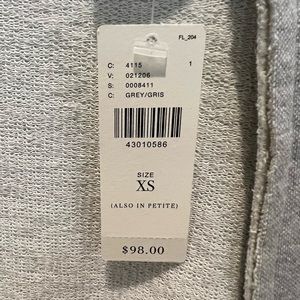 FL_204
C: 4115 1
V: 021206
S: 0008411
C: GREY/GRIS
43010586
SIZE
XS
(ALSO IN PETITE)
$98.00